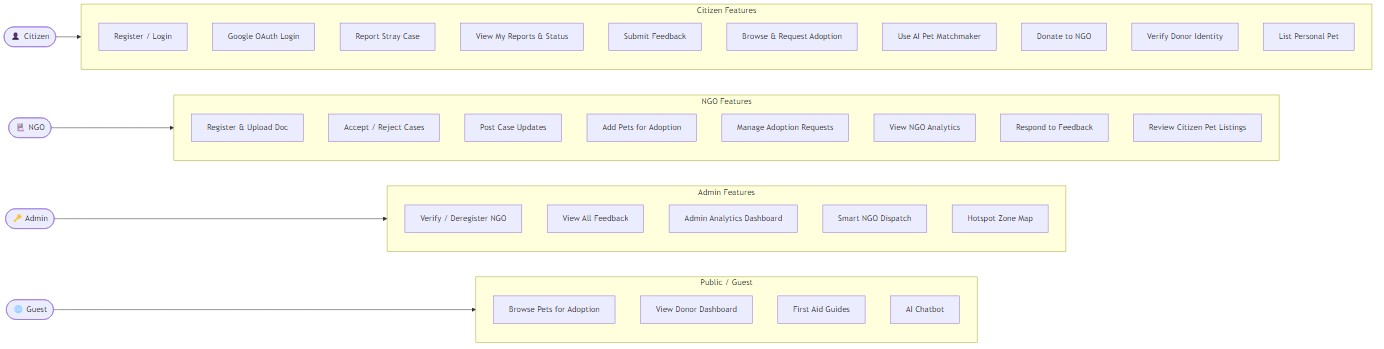 Citizen Features
Citizen
Register / Login
Google OAuth Login
Report Stray Case
View My Reports & Status
Submit Feedback
Browse & Request Adoption
Use AI Pet Matchmaker
Donate to NGO
Verify Donor Identity
List Personal Pet
NGO Features
NGO
Register & Upload Doc
Accept / Reject Cases
Post Case Updates
Add Pets for Adoption
Manage Adoption Requests
View NGO Analytics
Respond to Feedback
Review Citizen Pet Listings
Admin Features
Admin
Verify / Deregister NGO
View All Feedback
Admin Analytics Dashboard
Smart NGO Dispatch
Hotspot Zone Map
Public / Guest
Guest
Browse Pets for Adoption
View Donor Dashboard
First Aid Guides
AI Chatbot